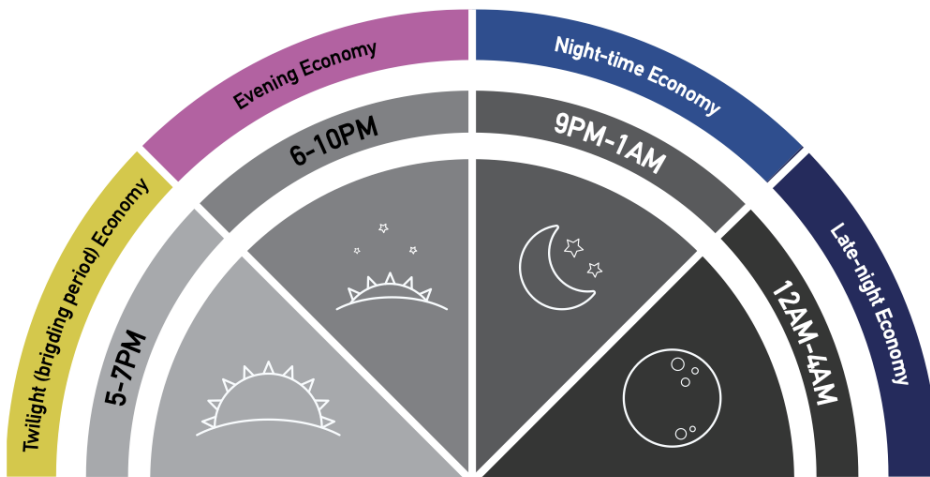 Twilight (brigding period) Economy
5-7PM
Evening Economy
6-10PM
Night-time Economy
9PM-1AM
Late-night Economy
12AM-4AM